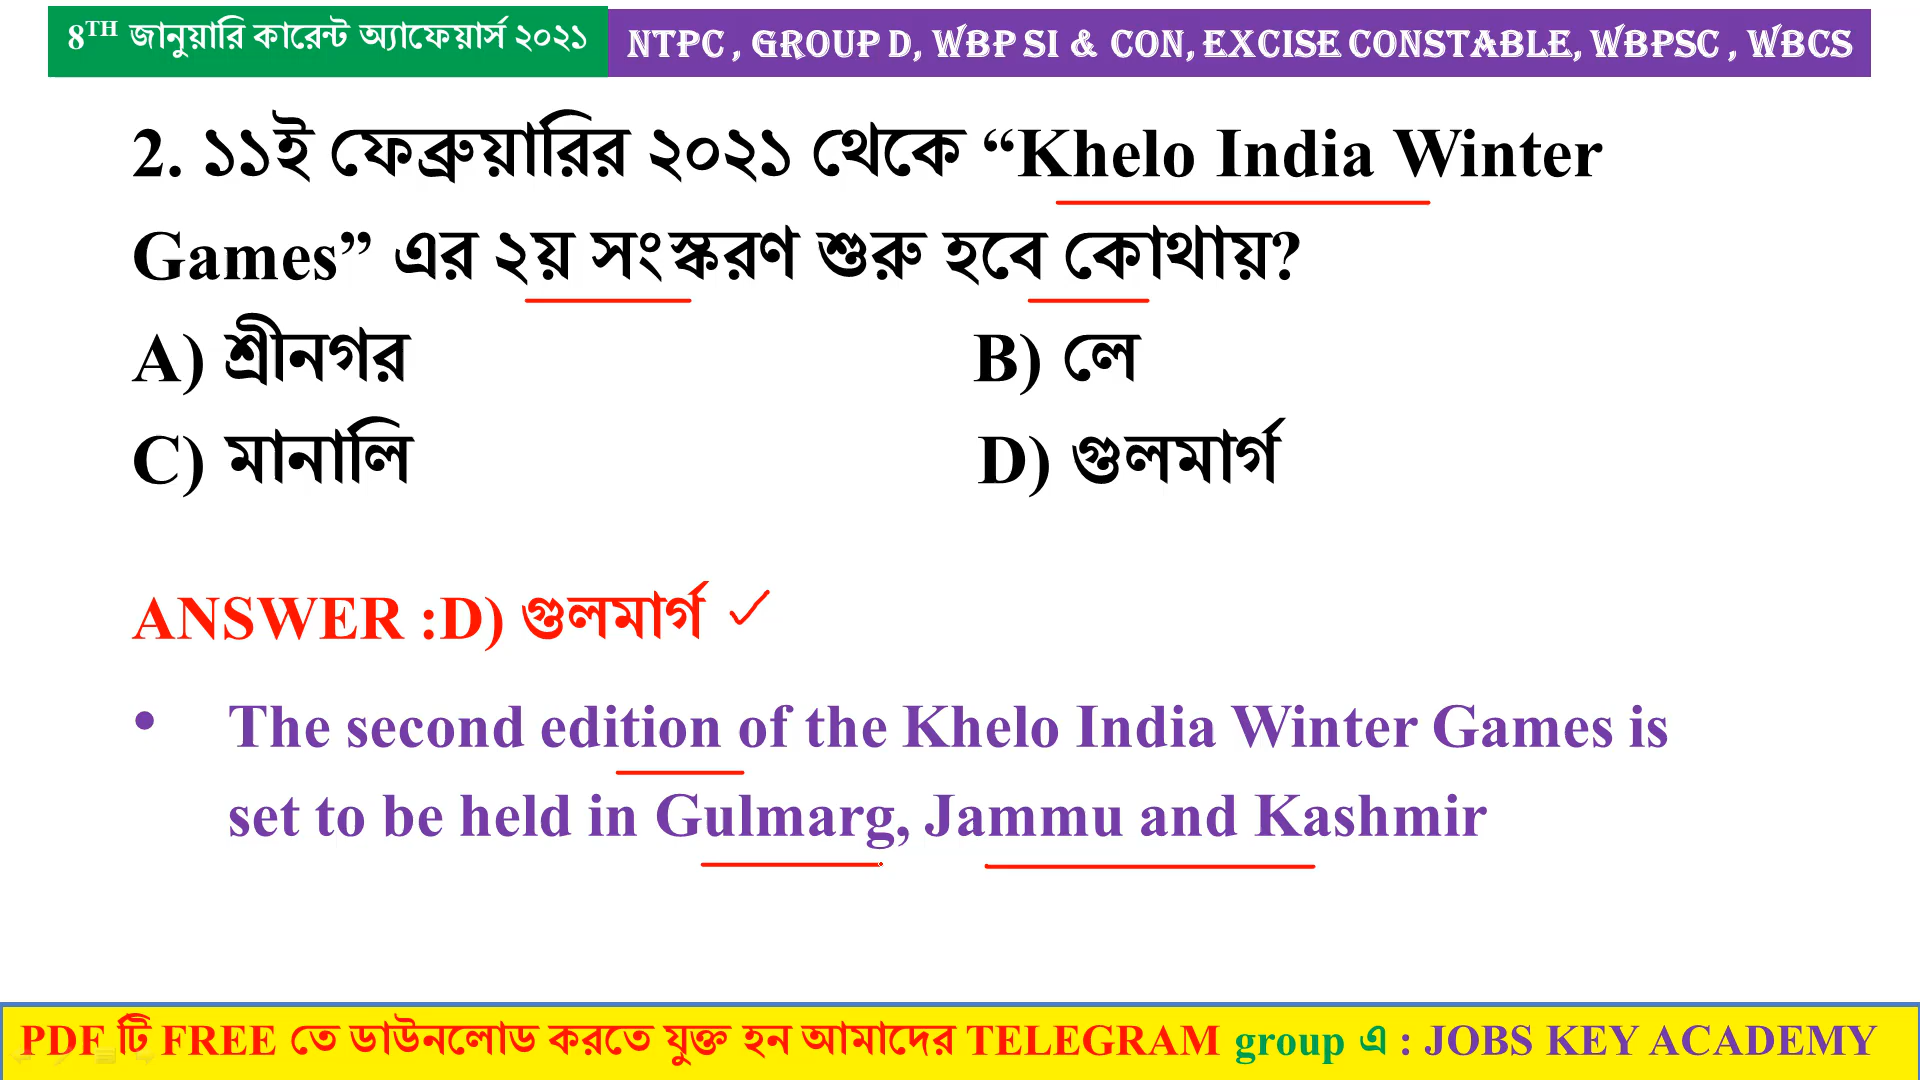 8TH জানুয়ারি কারেন্ট অ্যাফেয়ার্স ২০২১
NTPC , GROUP D, WBP SI & CON, EXCISE CONSTABLE, WBPSC , WBCS
2. ১১ই ফেব্রুয়ারির ২০২১ থেকে “Khelo India Winter
Games” এর ২য় সংস্করণ শুরু হবে কোথায়?
A) শ্রীনগর B) লে
C) মানালি D) গুলমার্গ
ANSWER :D) গুলমার্গ ✓
• The second edition of the Khelo India Winter Games is
set to be held in Gulmarg, Jammu and Kashmir
PDF টি FREE তে ডাউনলোড করতে যুক্ত হন আমাদের TELEGRAM group এ : JOBS KEY ACADEMY